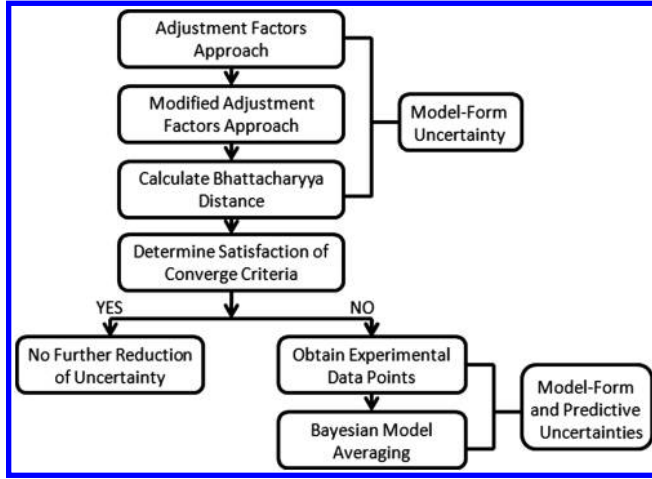 Adjustment Factors
Approach
Modified Adjustment
Factors Approach
Model-Form
Uncertainty
Calculate Bhattacharyya
Distance
Determine Satisfaction of
Converge Criteria
YES
NO
No Further Reduction
of Uncertainty
Obtain Experimental
Data Points
Model-Form
and Predictive
Uncertainties
Bayesian Model
Averaging